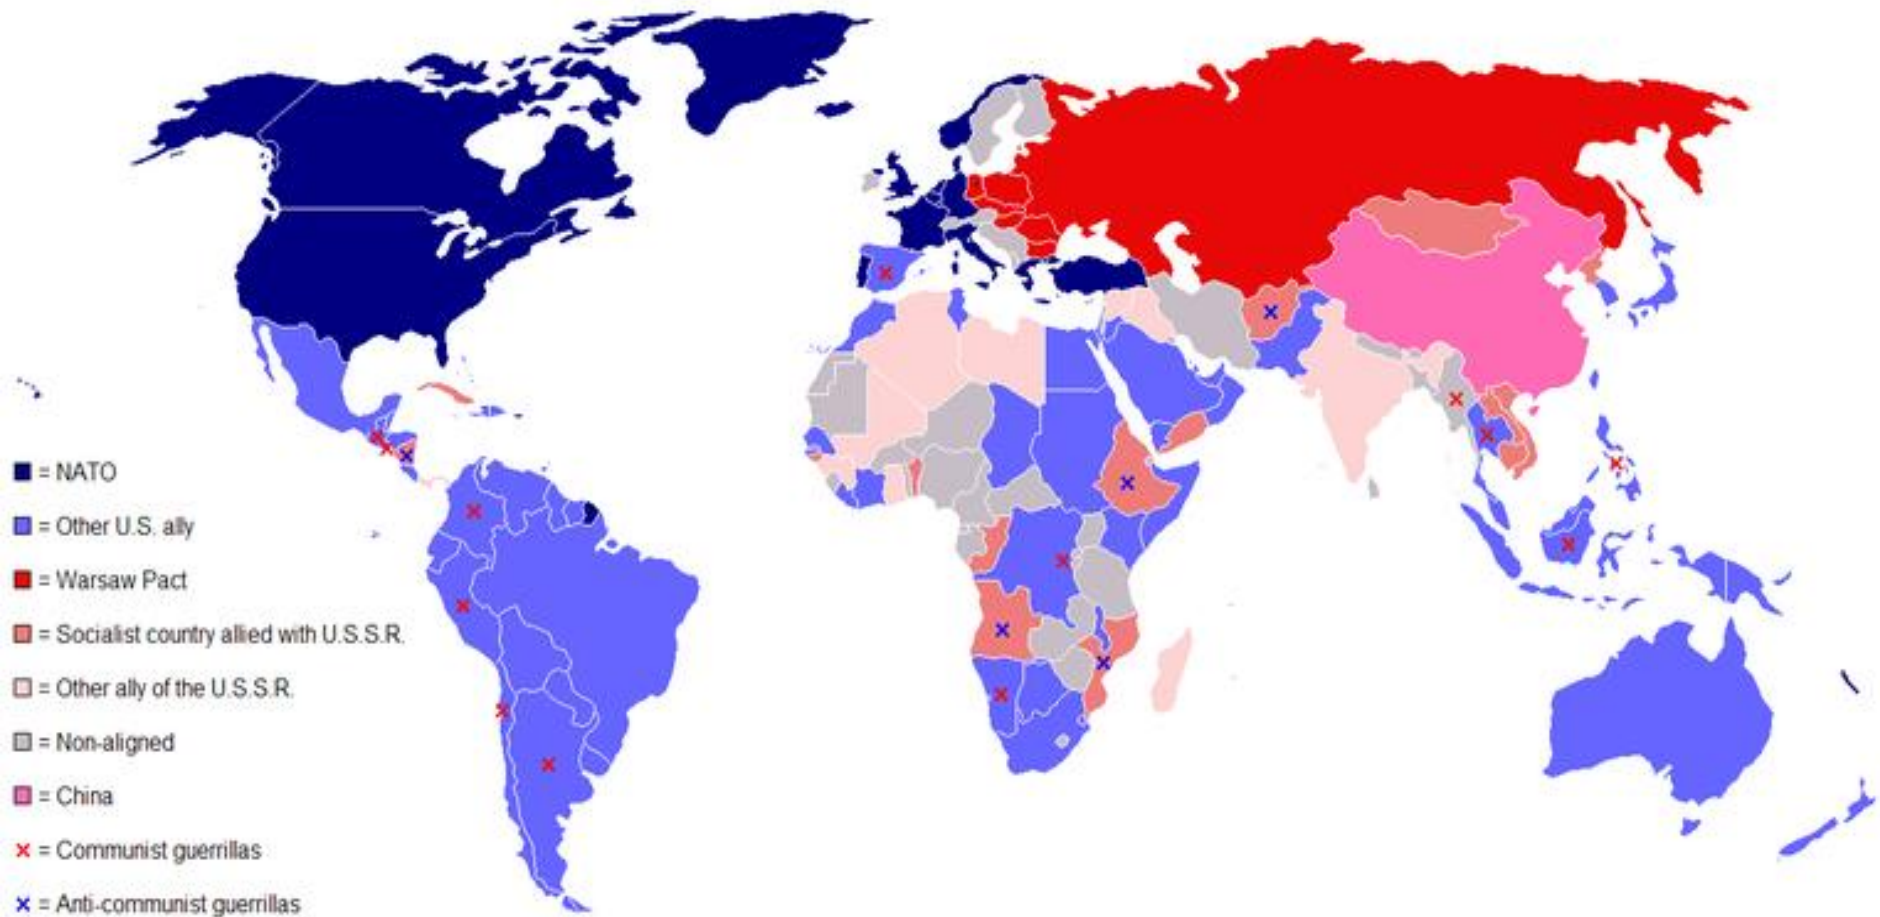 = NATO
= Other U.S. ally
= Warsaw Pact
= Socialist country allied with U.S.S.R.
= Other ally of the U.S.S.R.
= Non-aligned
= China
× = Communist guerrillas
× = Anti-communist guerrillas